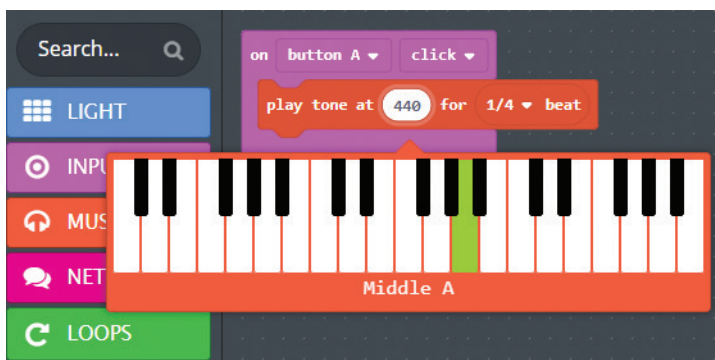 Search...
on button A click
LIGHT
play tone at 440 for 1/4 beat
INPU
MUS
NET
Middle A
LOOPS